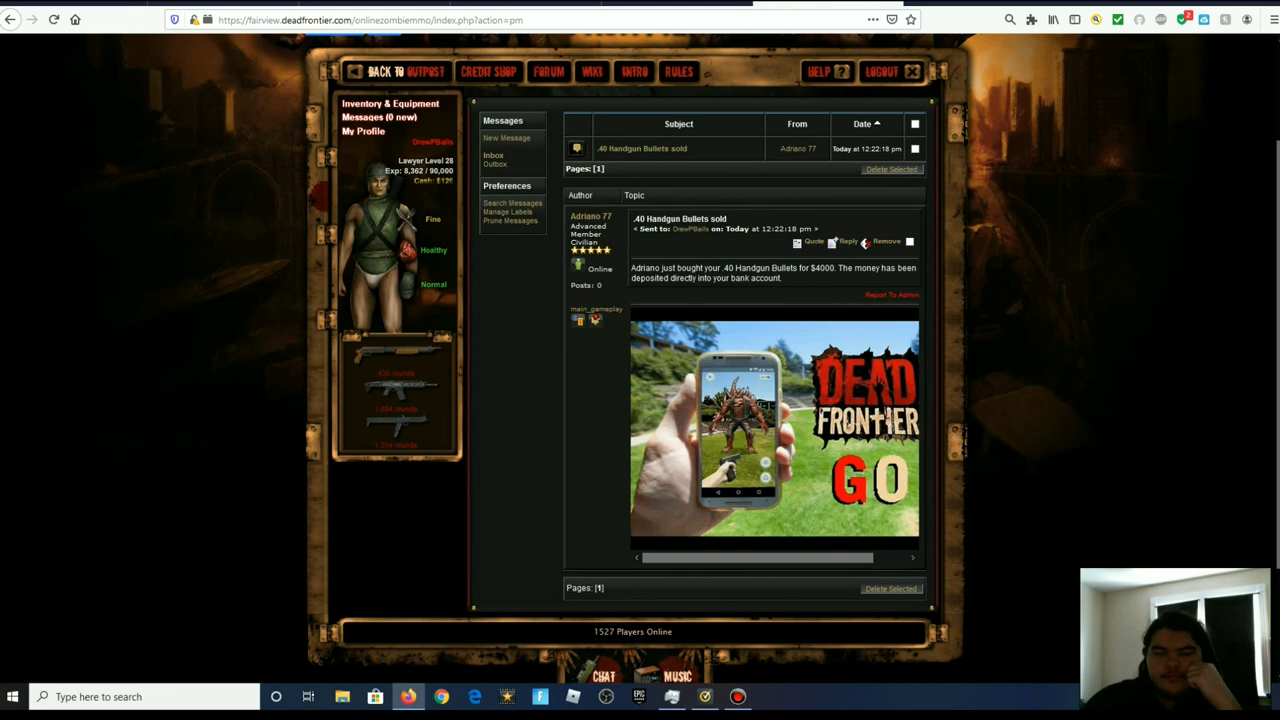 https://fairview.deadfrontier.com/onlinezombiemmo/index.php?action=pm
2
BACK TO OUTPOST
CREDIT SHOP
FORUM
WIKI
INTRO
RULES
HELP ?
LOGOUT
Inventory & Equipment
Messages (0 new)
My Profile
DrewPBalls
Lawyer Level 28
Exp: 8,362 / 90,000
Cash: $126
Fine
Healthy
Normal
1,214 rounds
Messages
New Message
Inbox
Outbox
Preferences
Search Messages
Manage Labels
Prune Messages
Subject
From
Date
.40 Handgun Bullets sold
Adriano 77
Today at 12:22:18 pm
Pages: [1]
Delete Selected
Author
Topic
Adriano 77
Advanced
Member
Civilian
Online
Posts: 0
main_gameplay
.40 Handgun Bullets sold
« Sent to: DrewPBalls on: Today at 12:22:18 pm »
Quote
Reply
Remove
Adriano just bought your .40 Handgun Bullets for $4000. The money has been
deposited directly into your bank account.
Report To Admin
DEAD
FRONTIER
GO
Pages: [1]
Delete Selected
1527 Players Online
CHAT
MUSIC
Type here to search
EPIC